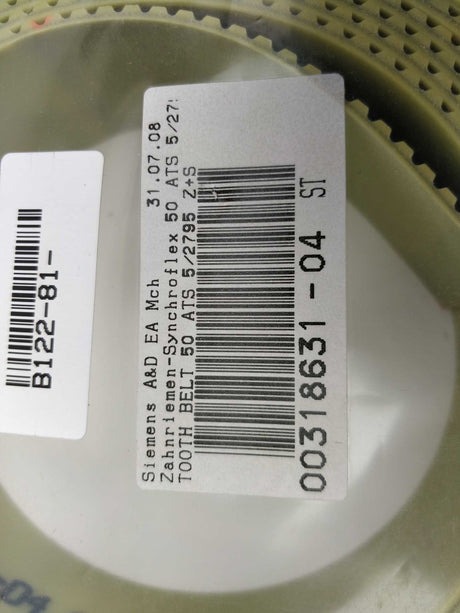 Siemens A&D EA Mch 31.07.08
Zahnriemen-Synchroflex 50 ATS 5/279
TOOTH BELT 50 ATS 5/2795 Z+S
00318631-04 ST
B122-81-